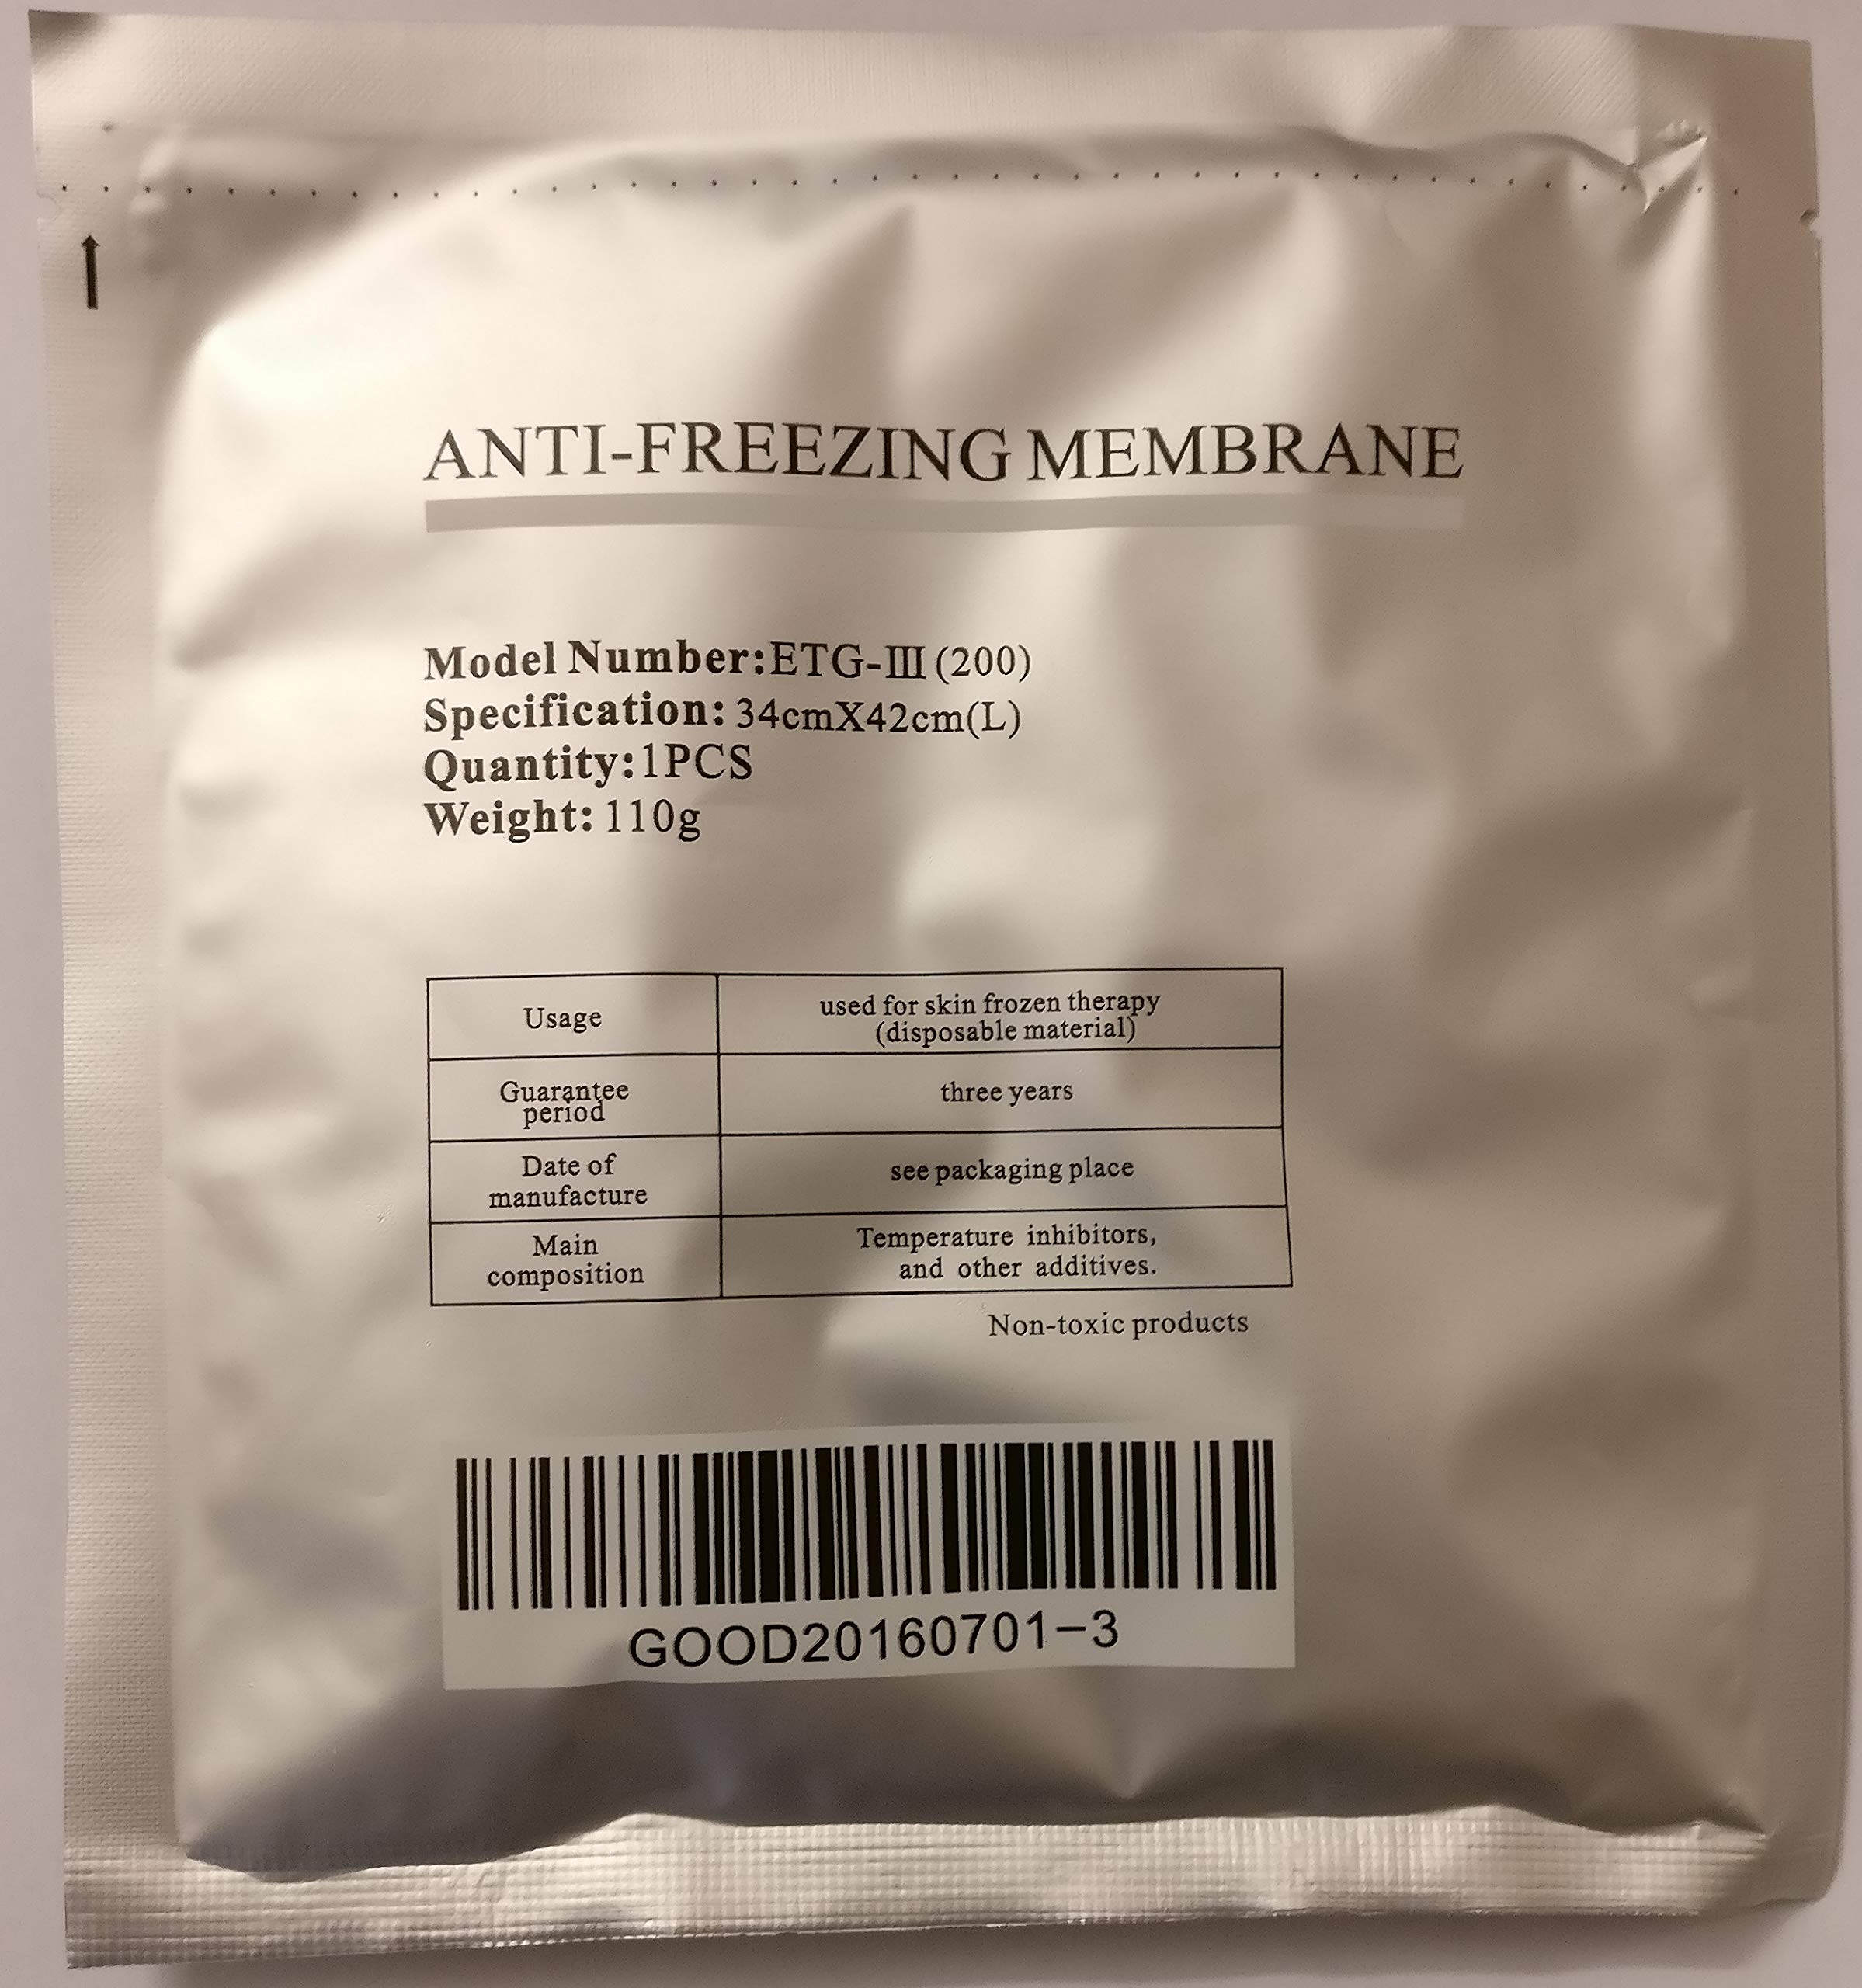 ANTI-FREEZING MEMBRANE
Model Number:ETG-III(200)
Specification: 34cmX42cm(L)
Quantity:1PCS
Weight: 110g
Usage
used for skin frozen therapy
(disposable material)
Guarantee
period
three years
Date of
manufacture
see packaging place
Main
composition
Temperature inhibitors,
and other additives.
Non-toxic products
GOOD20160701-3